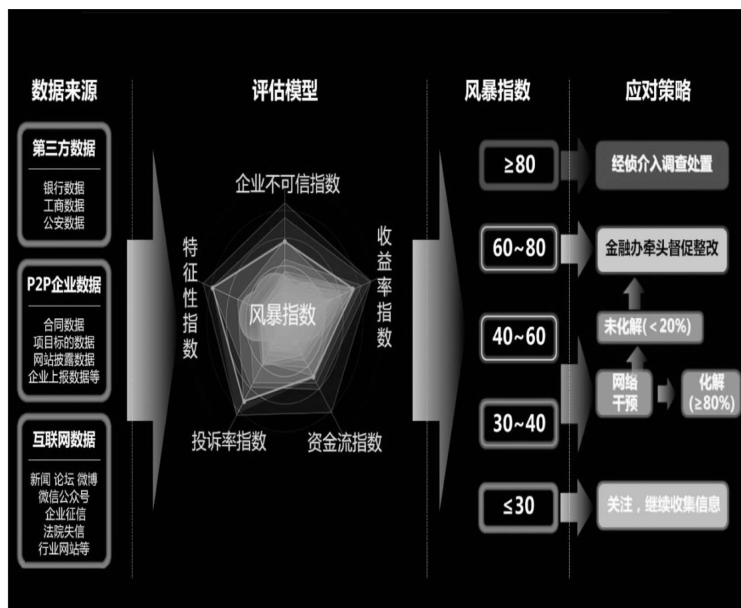 数据来源
第三方数据
银行数据
工商数据
公安数据
P2P企业数据
合同数据
项目标的数据
网站披露数据
企业上报数据等
互联网数据
新闻 论坛 微博
微信公众号
企业征信
法院失信
行业网站等
评估模型
企业不可信指数
特征性指数
收益率指数
风暴指数
投诉率指数
资金流指数
风暴指数
≥80
60~80
40~60
30~40
≤30
应对策略
经侦介入调查处置
金融办牵头督促整改
未化解(<20%)
网络
干预
化解
(≥80%)
关注，继续收集信息